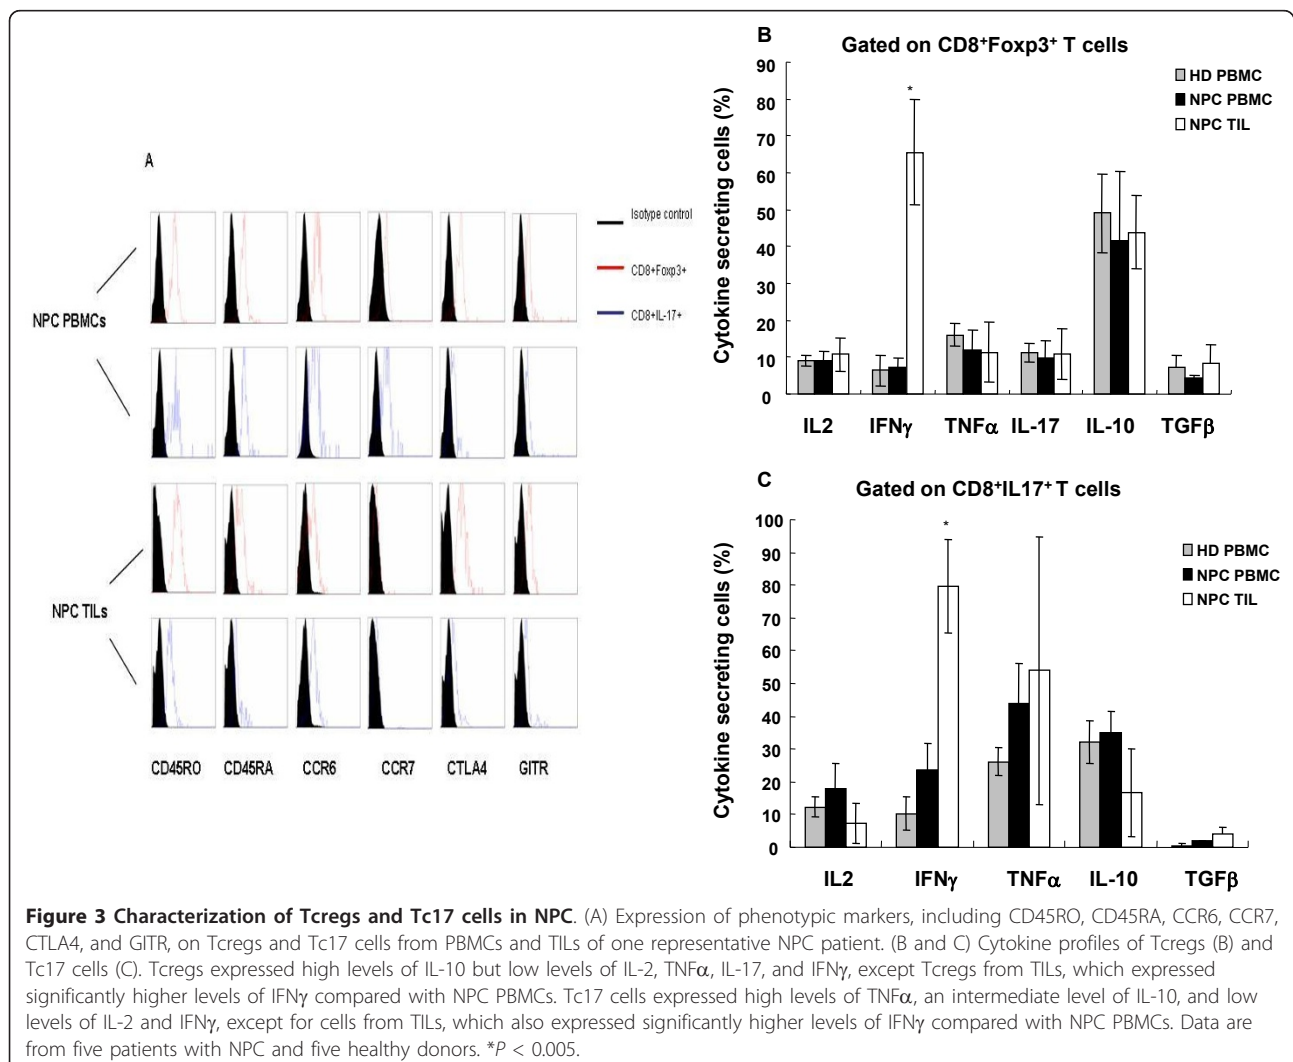 A
Isotype control
CD8+Foxp3+
CD8+IL-17+
NPC PBMCs
NPC TILs
CD45RO CD45RA CCR6 CCR7 CTLA4 GITR
B
Gated on CD8⁺Foxp3⁺ T cells
Cytokine secreting cells (%)
90
80
70
60
50
40
30
20
10
0
*
HD PBMC
NPC PBMC
NPC TIL
IL2 IFNγ TNFα IL-17 IL-10 TGFβ
C
Gated on CD8⁺IL17⁺ T cells
Cytokine secreting cells (%)
100
90
80
70
60
50
40
30
20
10
0
*
HD PBMC
NPC PBMC
NPC TIL
IL2 IFNγ TNFα IL-10 TGFβ
Figure 3 Characterization of Tcregs and Tc17 cells in NPC. (A) Expression of phenotypic markers, including CD45RO, CD45RA, CCR6, CCR7,
CTLA4, and GITR, on Tcregs and Tc17 cells from PBMCs and TILs of one representative NPC patient. (B and C) Cytokine profiles of Tcregs (B) and
Tc17 cells (C). Tcregs expressed high levels of IL-10 but low levels of IL-2, TNFα, IL-17, and IFNγ, except Tcregs from TILs, which expressed
significantly higher levels of IFNγ compared with NPC PBMCs. Tc17 cells expressed high levels of TNFα, an intermediate level of IL-10, and low
levels of IL-2 and IFNγ, except for cells from TILs, which also expressed significantly higher levels of IFNγ compared with NPC PBMCs. Data are
from five patients with NPC and five healthy donors. *P < 0.005.